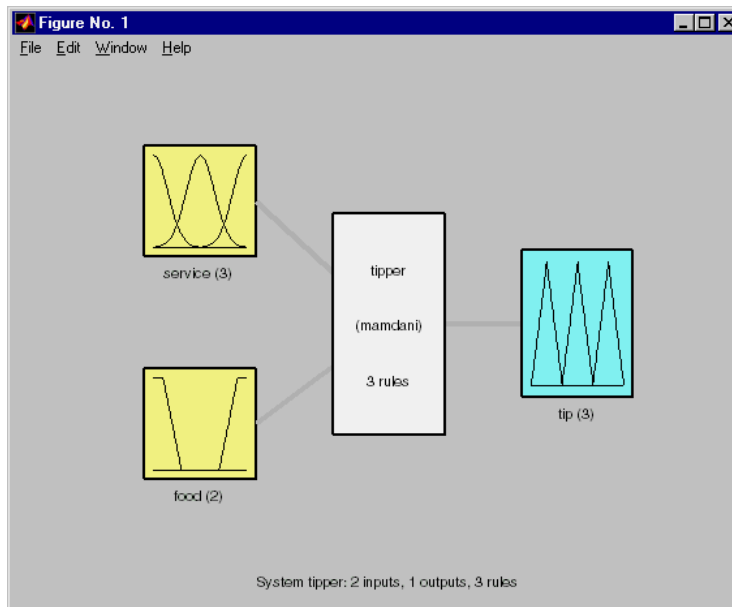 Figure No. 1
File Edit Window Help
service (3)
tipper
(mamdani)
3 rules
food (2)
tip (3)
System tipper: 2 inputs, 1 outputs, 3 rules